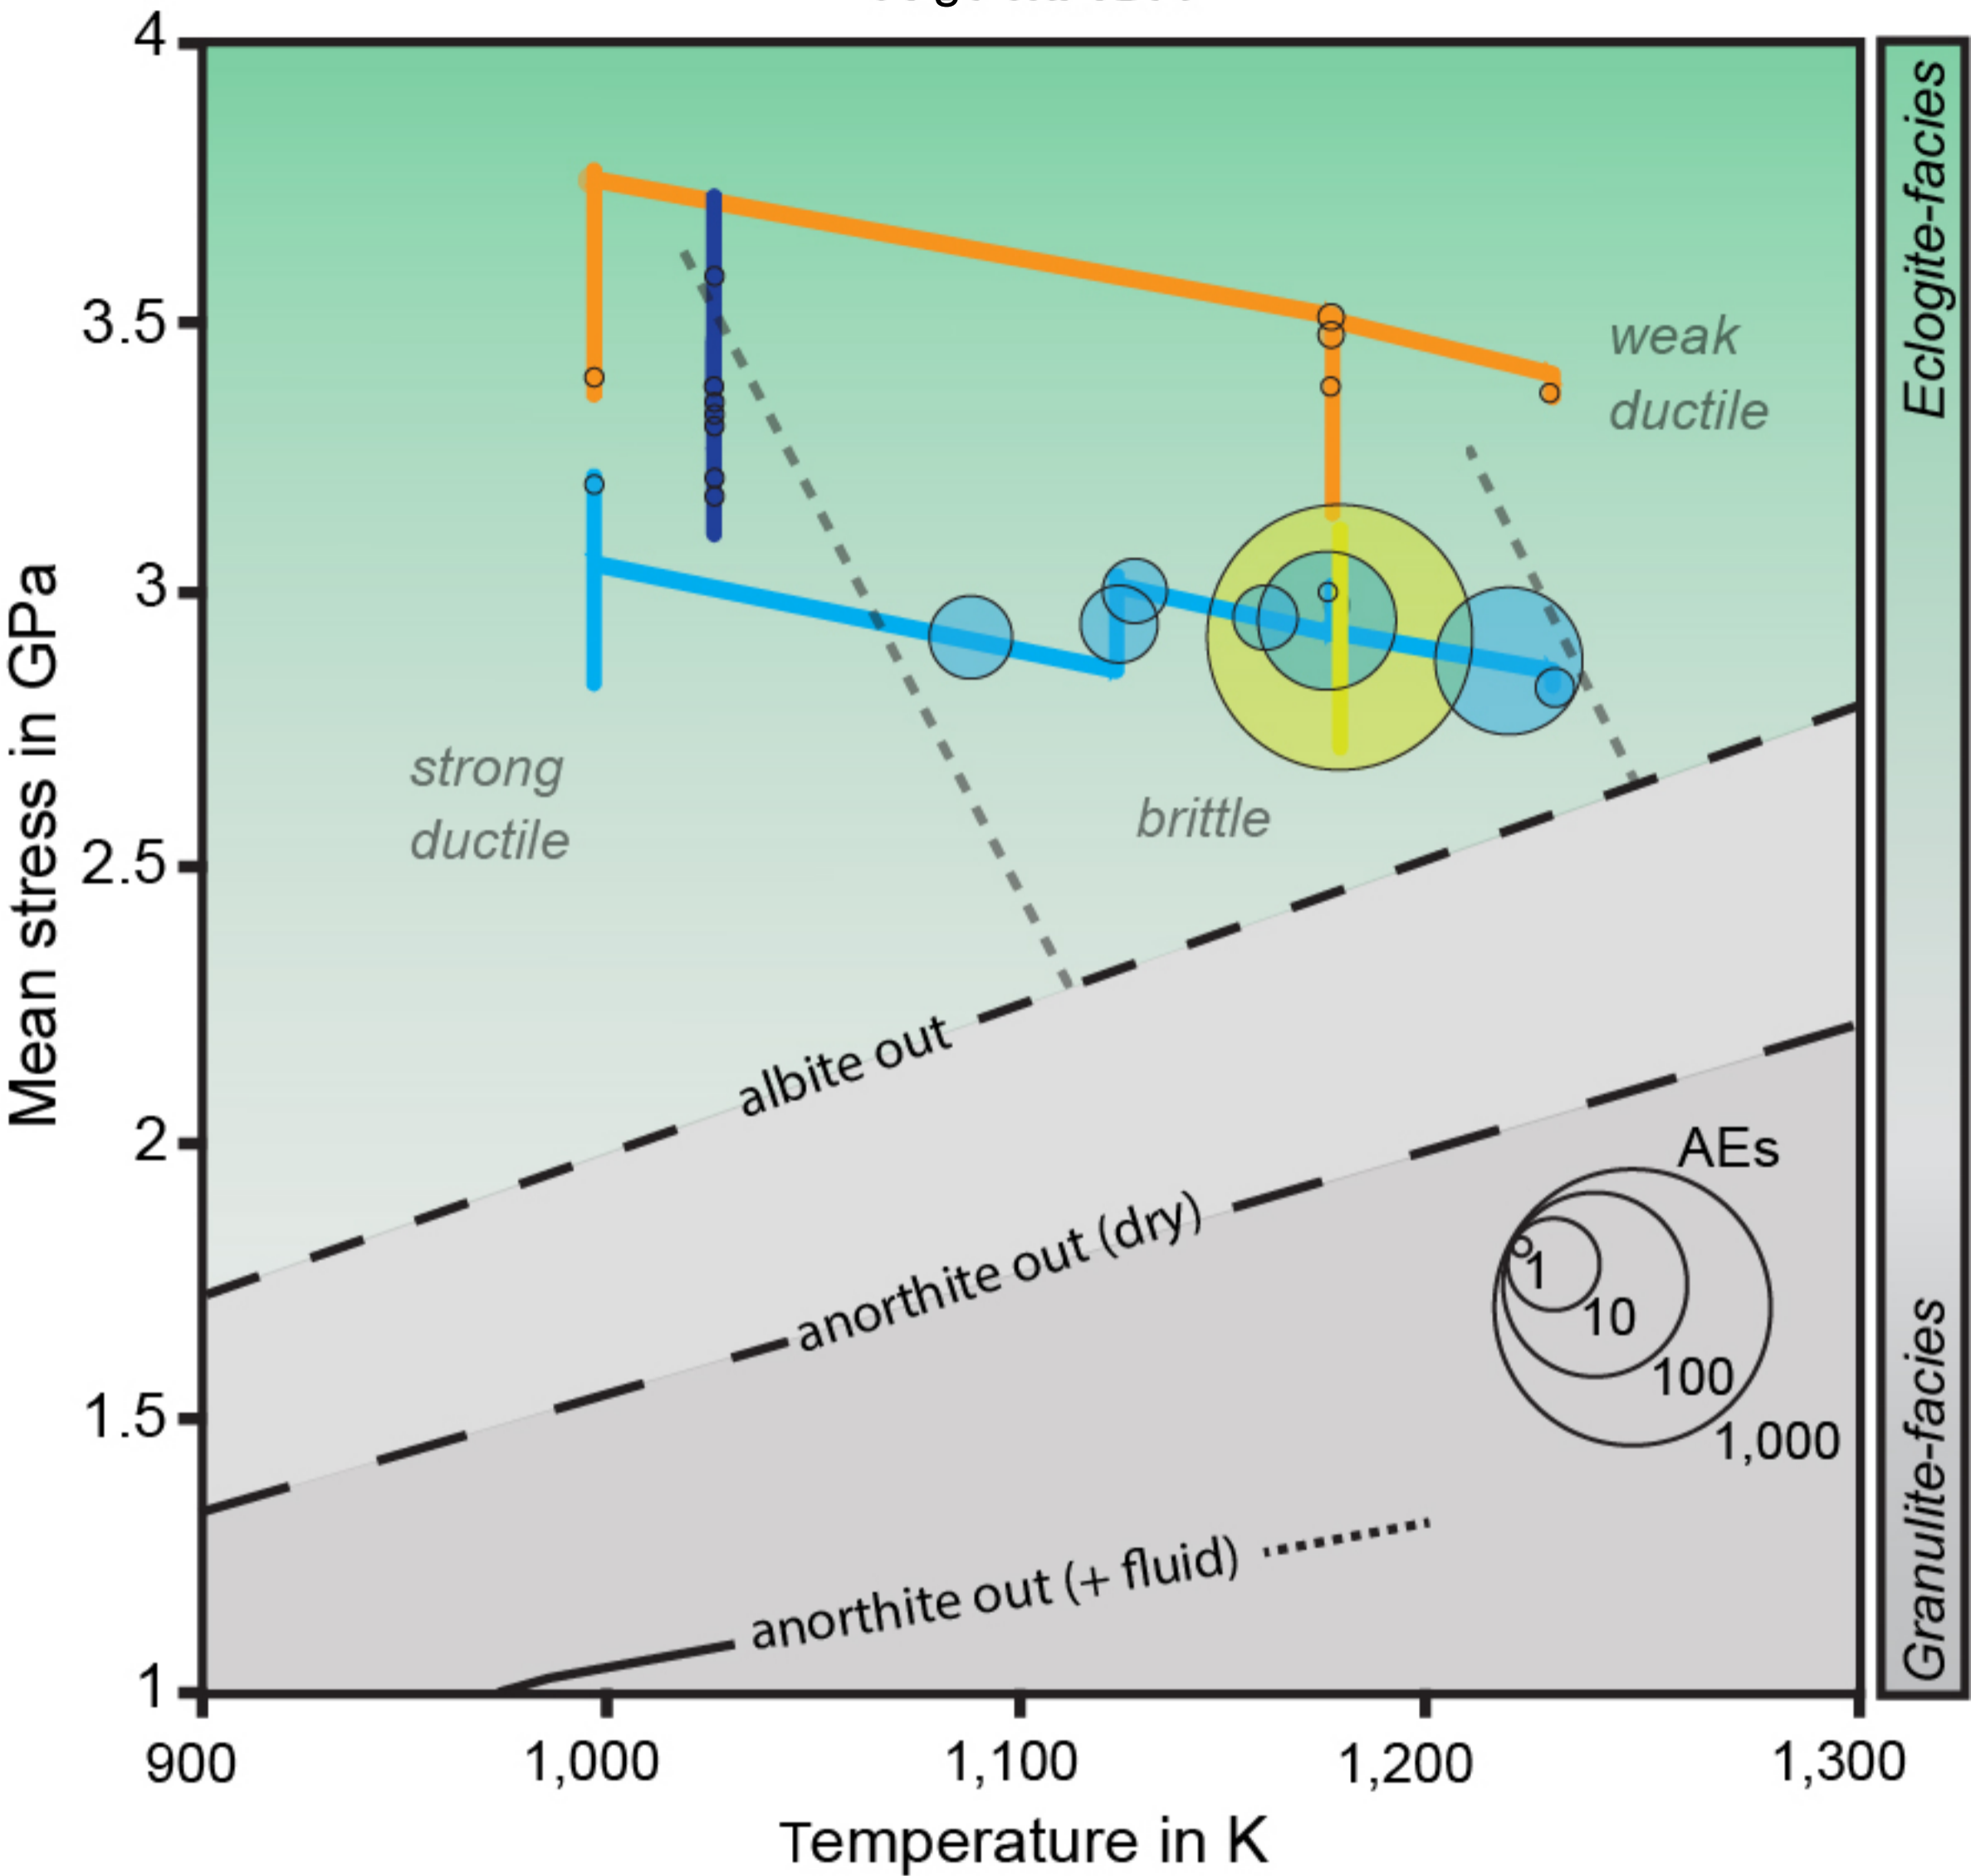 4
3.5
3
2.5
2
1.5
1
Mean stress in GPa
weak
ductile
strong
ductile
brittle
albite out
anorthite out (dry)
anorthite out (+ fluid)
AEs
1
10
100
1,000
Eclogite-facies
Granulite-facies
900
1,000
1,100
1,200
1,300
Temperature in K